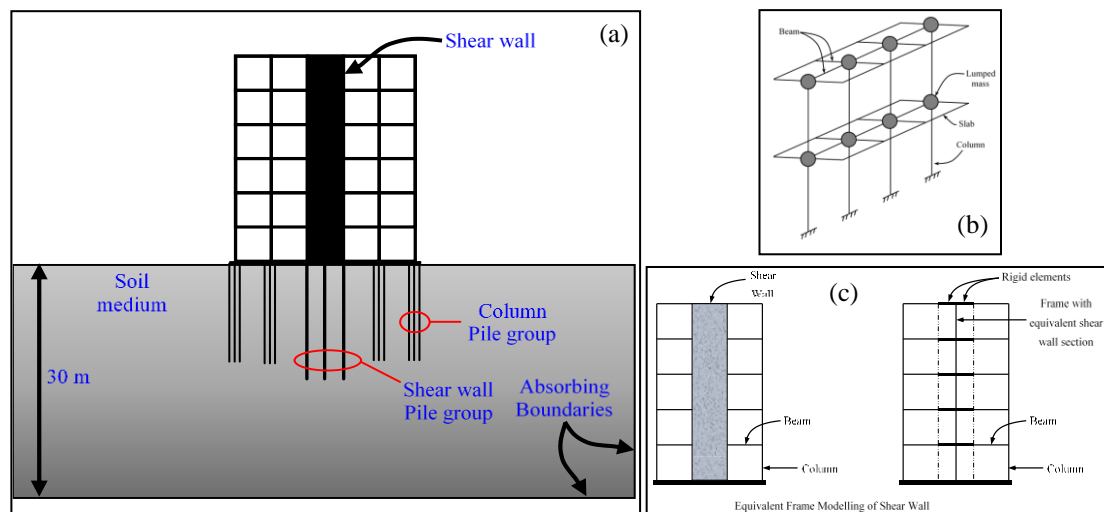 (a)
Shear wall
Soil
medium
Column
Pile group
30 m
Shear wall
Pile group
Absorbing
Boundaries
Beam
Lumped
mass
Slab
Column
(b)
Shear
Wall
(c)
Rigid elements
Frame with
equivalent shear
wall section
Beam
Column
Beam
Column
Equivalent Frame Modelling of Shear Wall